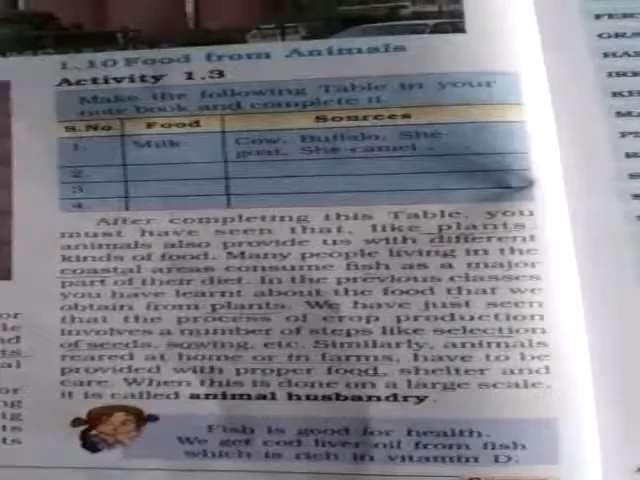 1.10 Food from Animals
Activity 1.3
Make the following Table in your
note book and complete it
S.No Food Sources
1. Milk Cow, Buffalo, She-
goat, She-camel
2.
3
4
After completing this Table, you
must have seen that, like plants
animals also provide us with different
kinds of food. Many people living in the
coastal areas consume fish as a major
part of their diet. In the previous classes
you have learnt about the food that we
obtain from plants. We have just seen
that the process of crop production
involves a number of steps like selection
of seeds, sowing, etc. Similarly, animals
reared at home or in farms, have to be
provided with proper food, shelter and
care. When this is done on a large scale,
it is called animal husbandry.
Fish is good for health.
We get cod liver oil from fish
which is rich in vitamin D.